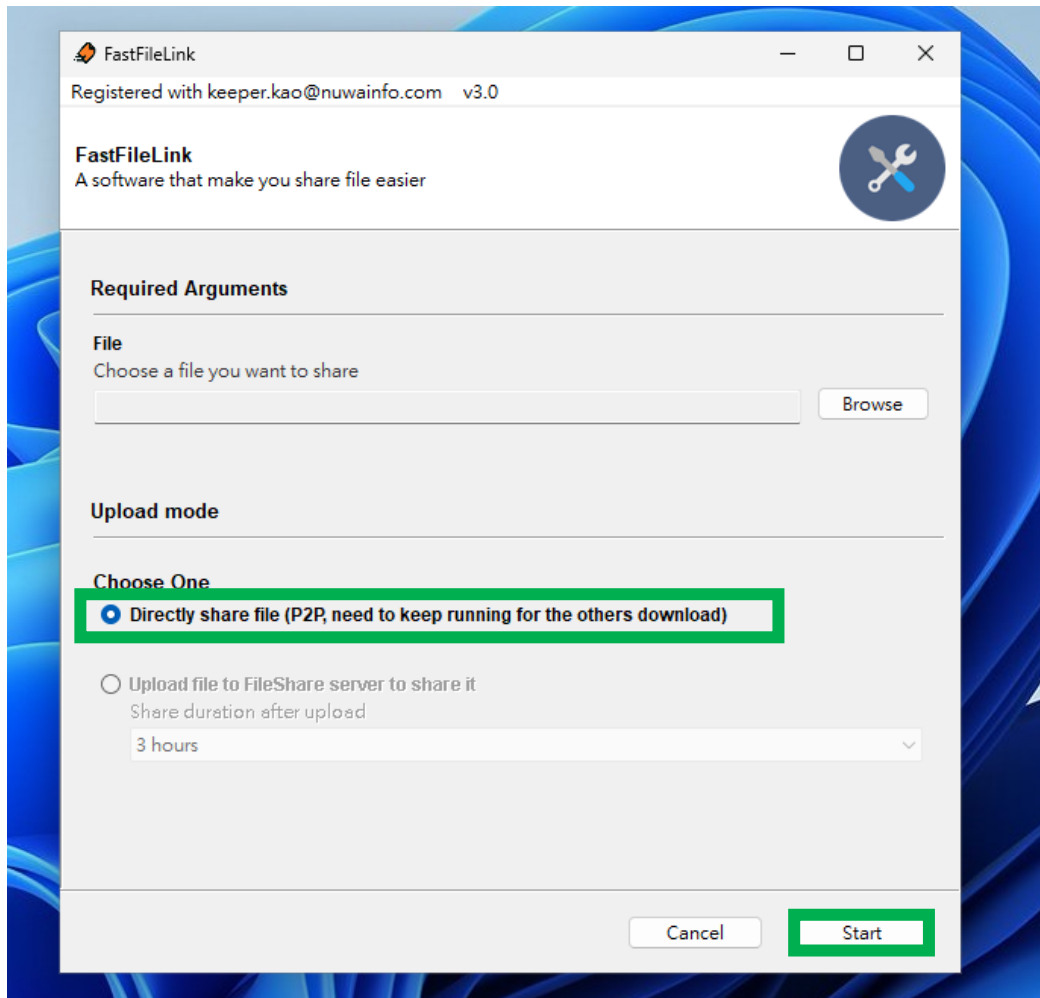 FastFileLink
Registered with keeper.kao@nuwainfo.com v3.0
FastFileLink
A software that make you share file easier
Required Arguments
File
Choose a file you want to share
Browse
Upload mode
Choose One
Directly share file (P2P, need to keep running for the others download)
Upload file to FileShare server to share it
Share duration after upload
3 hours
Cancel
Start